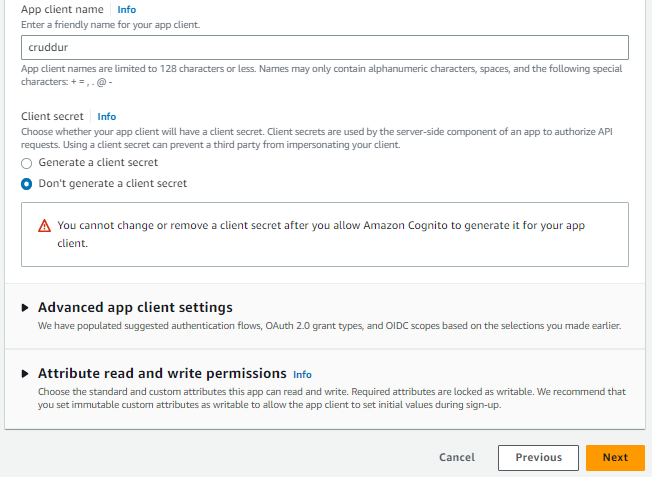 App client name Info
Enter a friendly name for your app client.
cruddur
App client names are limited to 128 characters or less. Names may only contain alphanumeric characters, spaces, and the following special
characters: + = , . @ -
Client secret Info
Choose whether your app client will have a client secret. Client secrets are used by the server-side component of an app to authorize API
requests. Using a client secret can prevent a third party from impersonating your client.
Generate a client secret
Don't generate a client secret
You cannot change or remove a client secret after you allow Amazon Cognito to generate it for your app
client.
Advanced app client settings
We have populated suggested authentication flows, OAuth 2.0 grant types, and OIDC scopes based on the selections you made earlier.
Attribute read and write permissions Info
Choose the standard and custom attributes this app can read and write. Required attributes are locked as writable. We recommend that
you set immutable custom attributes as writable to allow the app client to set initial values during sign-up.
Cancel Previous Next